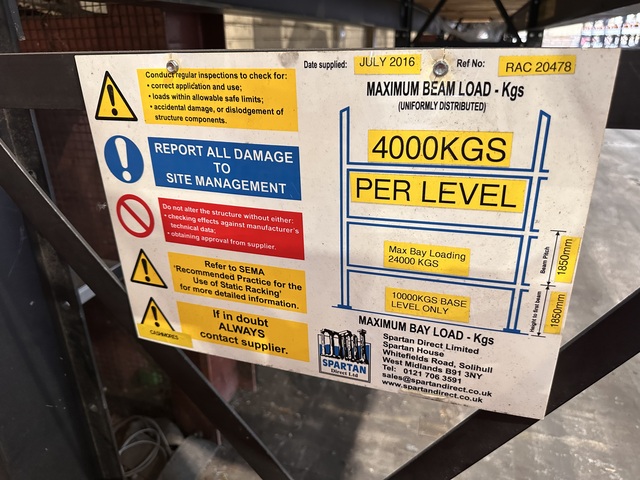 Date supplied: JULY 2016 Ref No: RAC 20478
Conduct regular inspections to check for:
• correct application and use;
• loads within allowable safe limits;
• accidental damage, or dislodgement of
structure components.
REPORT ALL DAMAGE
TO
SITE MANAGEMENT
Do not alter the structure without either:
• checking effects against manufacturer's
technical data;
• obtaining approval from supplier.
Refer to SEMA
'Recommended Practice for the
Use of Static Racking'
for more detailed information.
CASHMORES
If in doubt
ALWAYS
contact supplier.
MAXIMUM BEAM LOAD - Kgs
(UNIFORMLY DISTRIBUTED)
4000KGS
PER LEVEL
Max Bay Loading
24000 KGS
10000KGS BASE
LEVEL ONLY
Beam Pitch
1850mm
Height to first beam
1850mm
MAXIMUM BAY LOAD - Kgs
SPARTAN
Direct Ltd
Spartan Direct Limited
Spartan House
Whitefields Road, Solihull
West Midlands B91 3NY
Tel: 0121 706 3591
sales@spartandirect.co.uk
www.spartandirect.co.uk